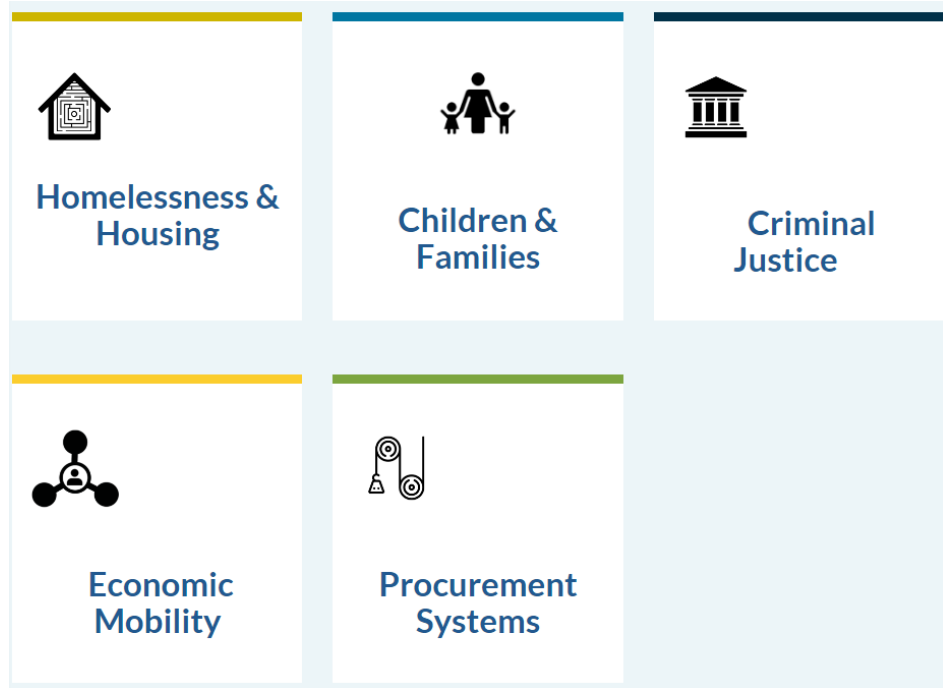 Homelessness &
Housing
Children &
Families
Criminal
Justice
Economic
Mobility
Procurement
Systems